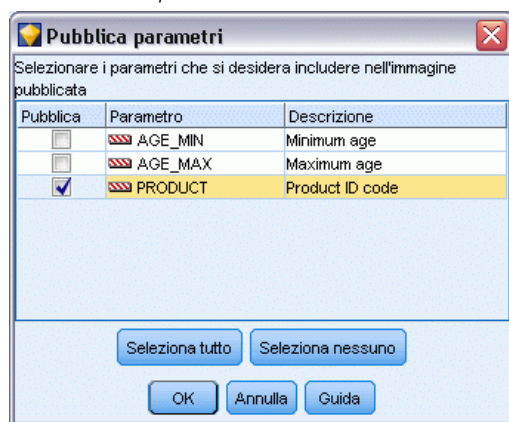 Pubblica parametri
Selezionare i parametri che si desidera includere nell'immagine
pubblicata
Pubblica Parametro Descrizione
AGE_MIN Minimum age
AGE_MAX Maximum age
PRODUCT Product ID code
Seleziona tutto Seleziona nessuno
OK Annulla Guida